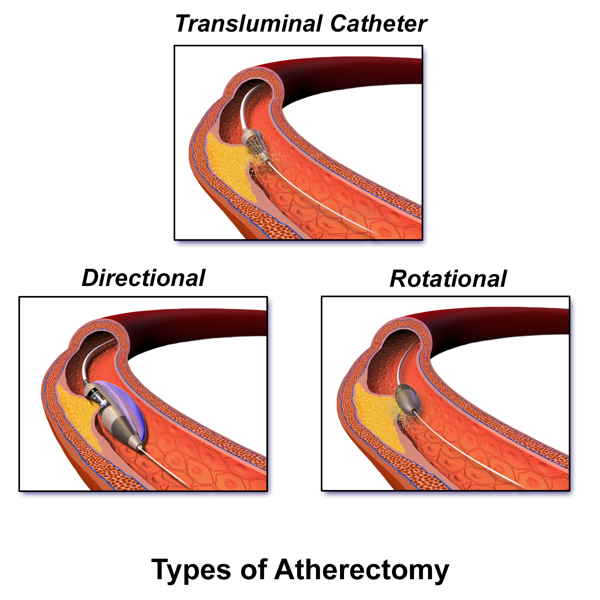 Transluminal Catheter
Directional
Rotational
Types of Atherectomy